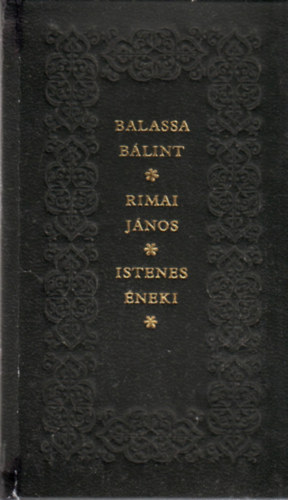 BALASSA
BÁLINT
*
RIMAI
JÁNOS
*
ISTENES
ÉNEKI
*